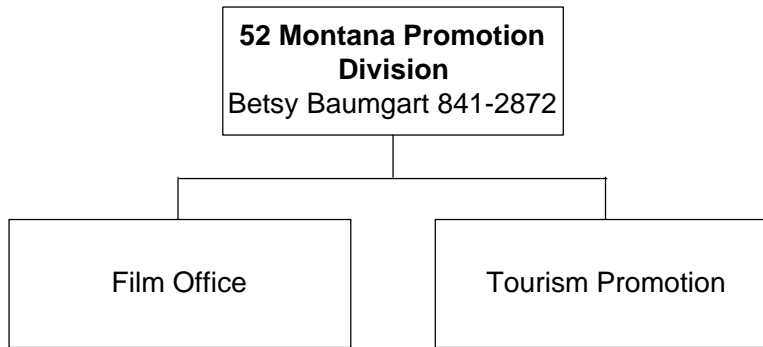 52 Montana Promotion
Division
Betsy Baumgart 841-2872
Film Office
Tourism Promotion